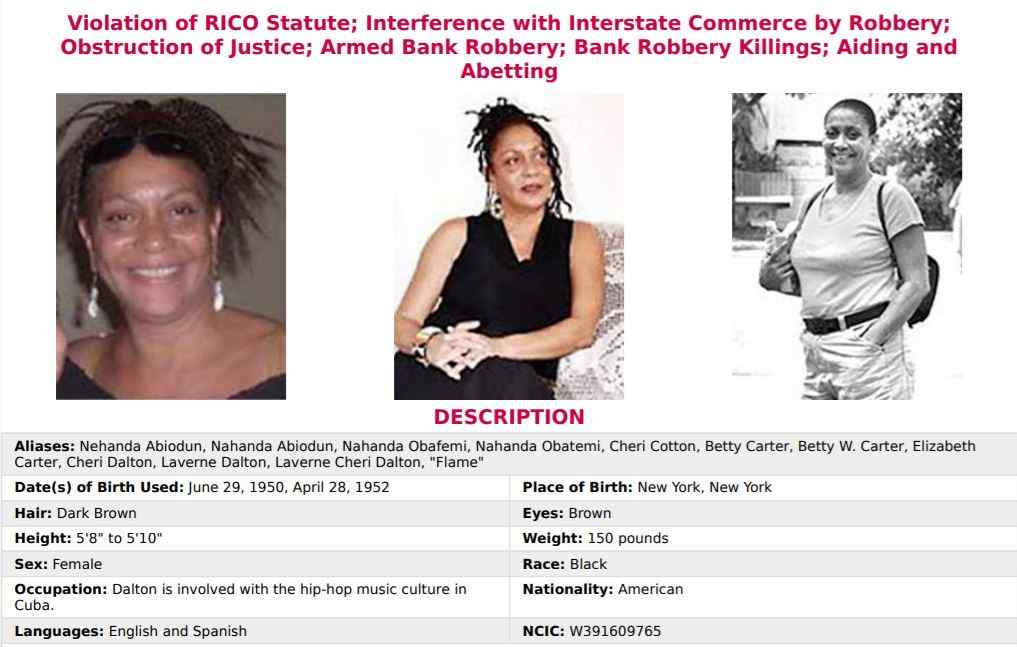 Violation of RICO Statute; Interference with Interstate Commerce by Robbery;
Obstruction of Justice; Armed Bank Robbery; Bank Robbery Killings; Aiding and
Abetting
DESCRIPTION
Aliases: Nehanda Abiodun, Nahanda Abiodun, Nahanda Obafemi, Nahanda Obatemi, Cheri Cotton, Betty Carter, Betty W. Carter, Elizabeth
Carter, Cheri Dalton, Laverne Dalton, Laverne Cheri Dalton, "Flame"
Date(s) of Birth Used: June 29, 1950, April 28, 1952
Place of Birth: New York, New York
Hair: Dark Brown
Eyes: Brown
Height: 5'8" to 5'10"
Weight: 150 pounds
Sex: Female
Race: Black
Occupation: Dalton is involved with the hip-hop music culture in
Cuba.
Nationality: American
Languages: English and Spanish
NCIC: W391609765